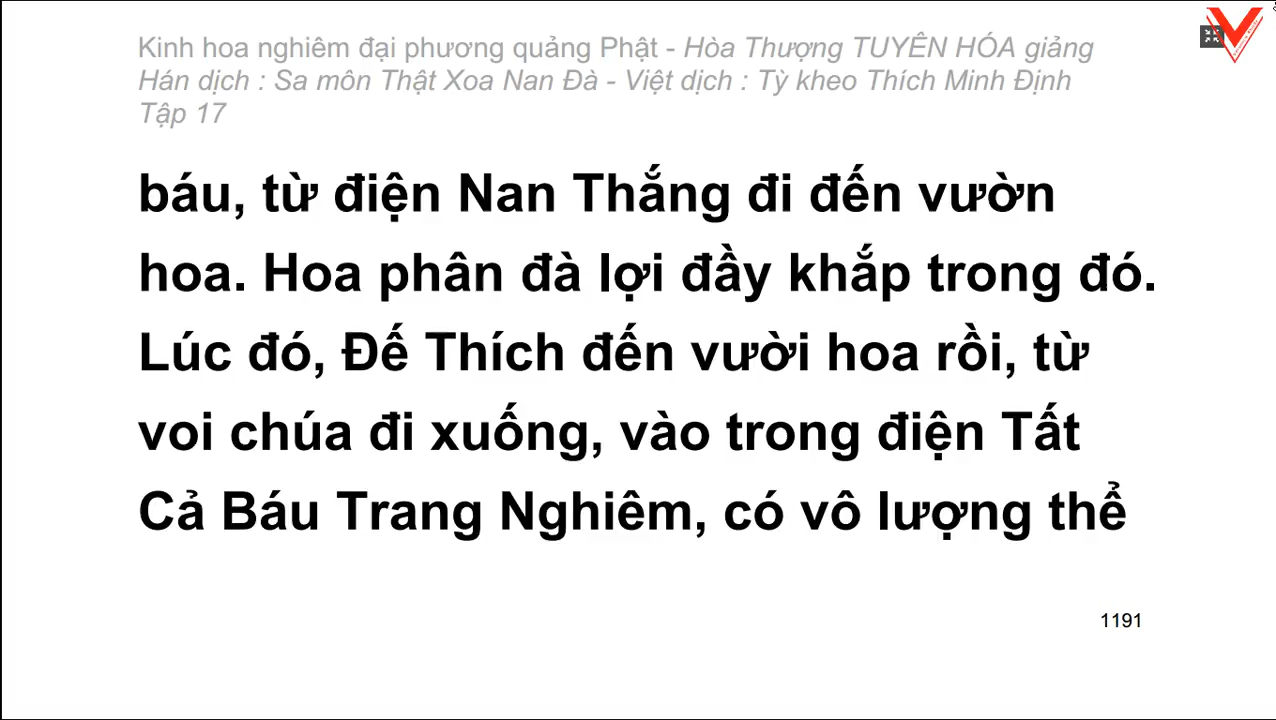 Kinh hoa nghiêm đại phương quảng Phật - Hòa Thượng TUYÊN HÓA giảng
Hán dịch : Sa môn Thật Xoa Nan Đà - Việt dịch : Tỳ kheo Thích Minh Định
Tập 17
báu, từ điện Nan Thắng đi đến vườn
hoa. Hoa phân đà lợi đầy khắp trong đó.
Lúc đó, Đế Thích đến vười hoa rồi, từ
voi chúa đi xuống, vào trong điện Tất
Cả Báu Trang Nghiêm, có vô lượng thể
1191